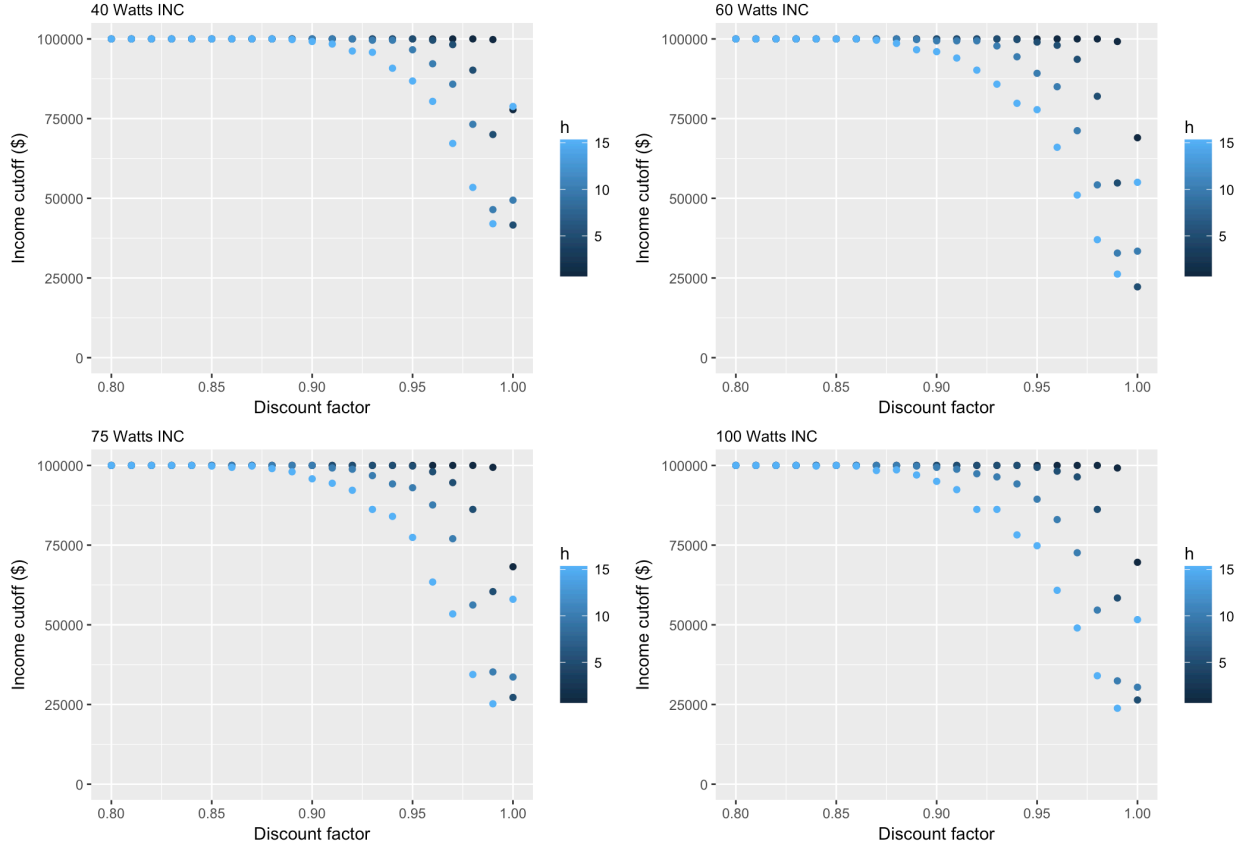 40 Watts INC
Income cutoff ($)
100000
75000
50000
25000
0
0.80 0.85 0.90 0.95 1.00
Discount factor
h
15
10
5
60 Watts INC
Income cutoff ($)
100000
75000
50000
25000
0
0.80 0.85 0.90 0.95 1.00
Discount factor
h
15
10
5
75 Watts INC
Income cutoff ($)
100000
75000
50000
25000
0
0.80 0.85 0.90 0.95 1.00
Discount factor
h
15
10
5
100 Watts INC
Income cutoff ($)
100000
75000
50000
25000
0
0.80 0.85 0.90 0.95 1.00
Discount factor
h
15
10
5